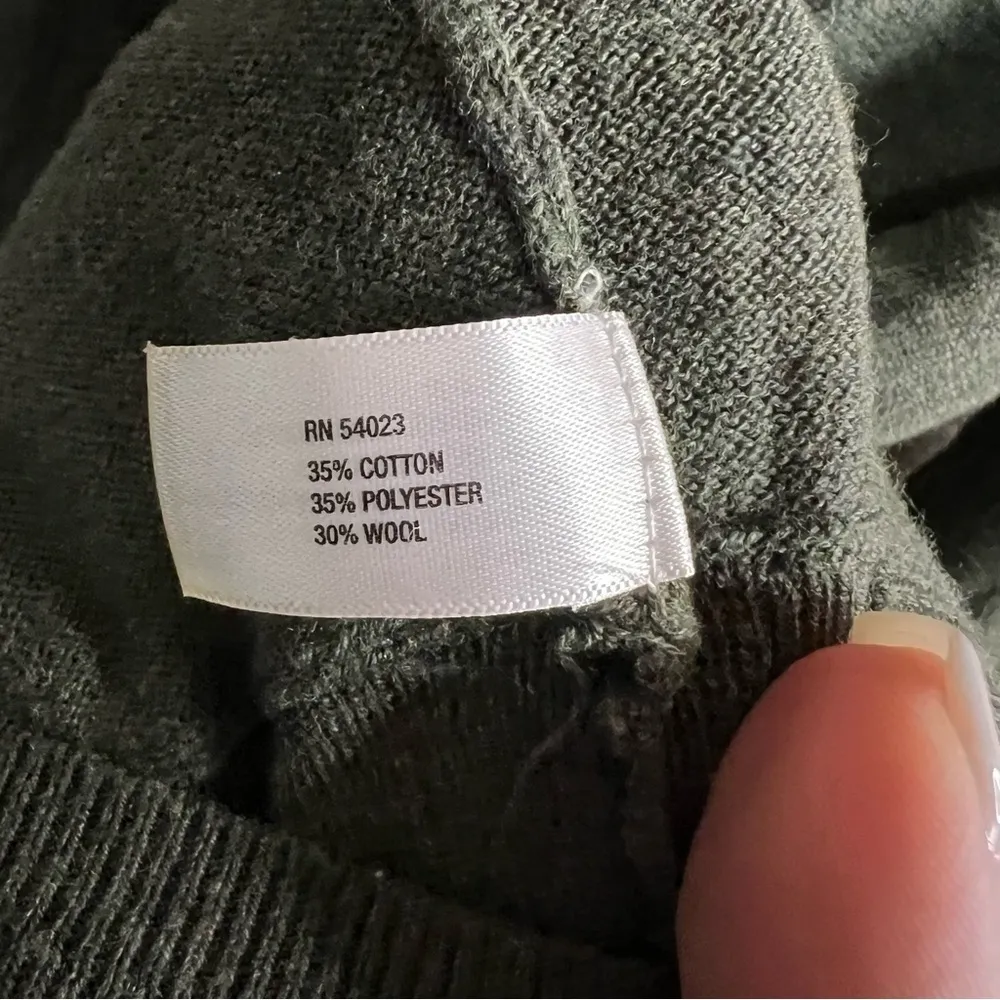 RN 54023
35% COTTON
35% POLYESTER
30% WOOL